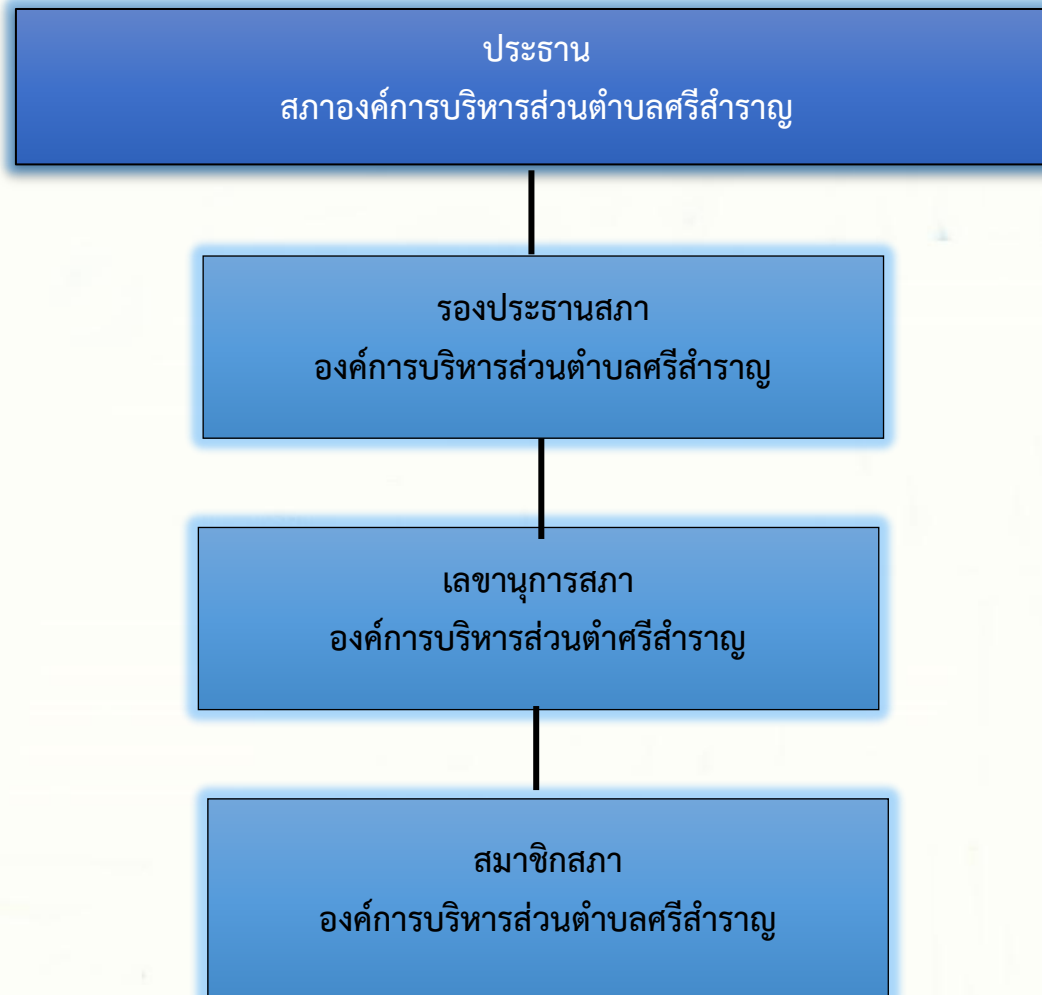 ประธาน
สภาองค์การบริหารส่วนตำบลศรีสำราญ
รองประธานสภา
องค์การบริหารส่วนตำบลศรีสำราญ
เลขานุการสภา
องค์การบริหารส่วนตำศรีสำราญ
สมาชิกสภา
องค์การบริหารส่วนตำบลศรีสำราญ